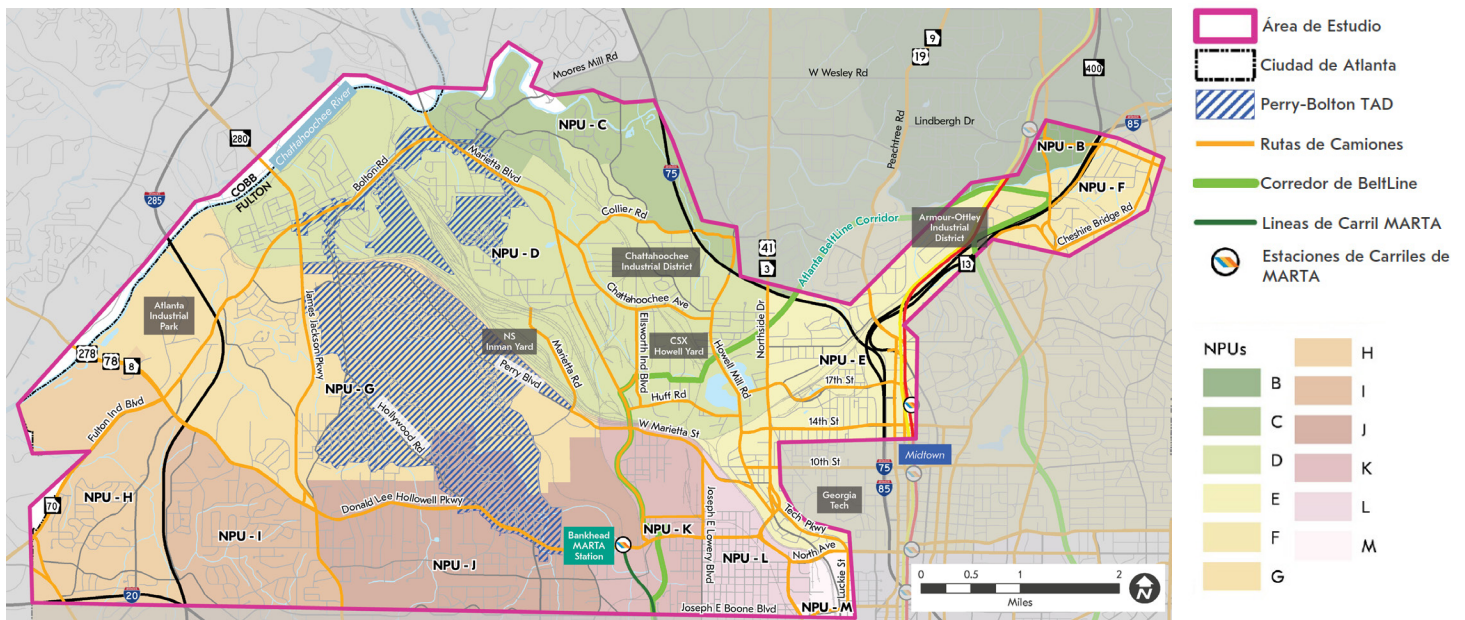 Moores Mill Rd
9
19
W Wesley Rd
400
Lindbergh Dr
85
Peachtree Rd
NPU - C
NPU - B
NPU - F
Cheshire Bridge Rd
280
Chattahoochee River
COBB
FULTON
285
Bolton Rd
Marietta Blvd
75
Collier Rd
NPU - D
Chattahoochee
Industrial District
41
3
Atlanta BeltLine Corridor
Armour-Ottley
Industrial
District
13
Atlanta
Industrial
Park
James Jackson Pkwy
Chattahoochee Ave
Ellsworth Ind Blvd
CSX
Howell Yard
Howell Mill Rd
Northside Dr
NS
Inman Yard
Marietta Rd
Perry Blvd
278
78
8
NPU - G
NPU - E
17th St
Huff Rd
Fulton Ind Blvd
Hollywood Rd
W Marietta St
14th St
10th St
Midtown
75
85
Georgia
Tech
70
NPU - H
Donald Lee Hollowell Pkwy
NPU - I
NPU - J
Bankhead
MARTA
Station
NPU - K
Joseph E Lowery Blvd
Tech Pkwy
North Ave
NPU - L
Luckie St
20
Joseph E Boone Blvd
NPU - M
0 0.5 1 2
Miles
N
Área de Estudio
Ciudad de Atlanta
Perry-Bolton TAD
Rutas de Camiones
Corredor de BeltLine
Lineas de Carril MARTA
Estaciones de Carriles de
MARTA
NPUs
B
C
D
E
F
G
H
I
J
K
L
M